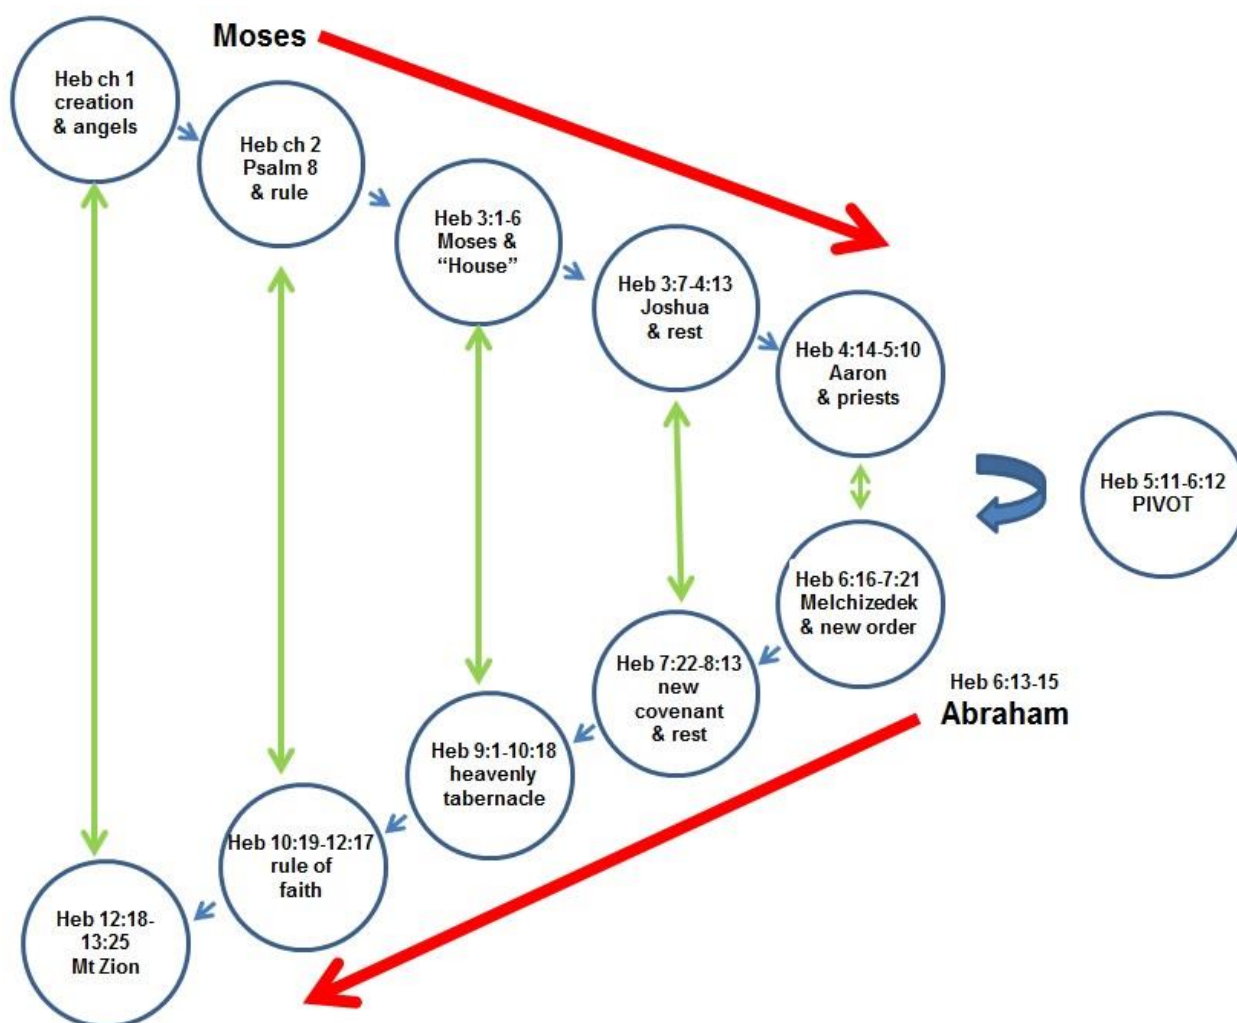 Moses
Heb ch 1
creation
& angels
Heb ch 2
Psalm 8
& rule
Heb 3:1-6
Moses &
“House”
Heb 3:7-4:13
Joshua
& rest
Heb 4:14-5:10
Aaron
& priests
Heb 5:11-6:12
PIVOT
Heb 6:16-7:21
Melchizedek
& new order
Heb 6:13-15
Abraham
Heb 7:22-8:13
new
covenant
& rest
Heb 9:1-10:18
heavenly
tabernacle
Heb 10:19-12:17
rule of
faith
Heb 12:18-
13:25
Mt Zion